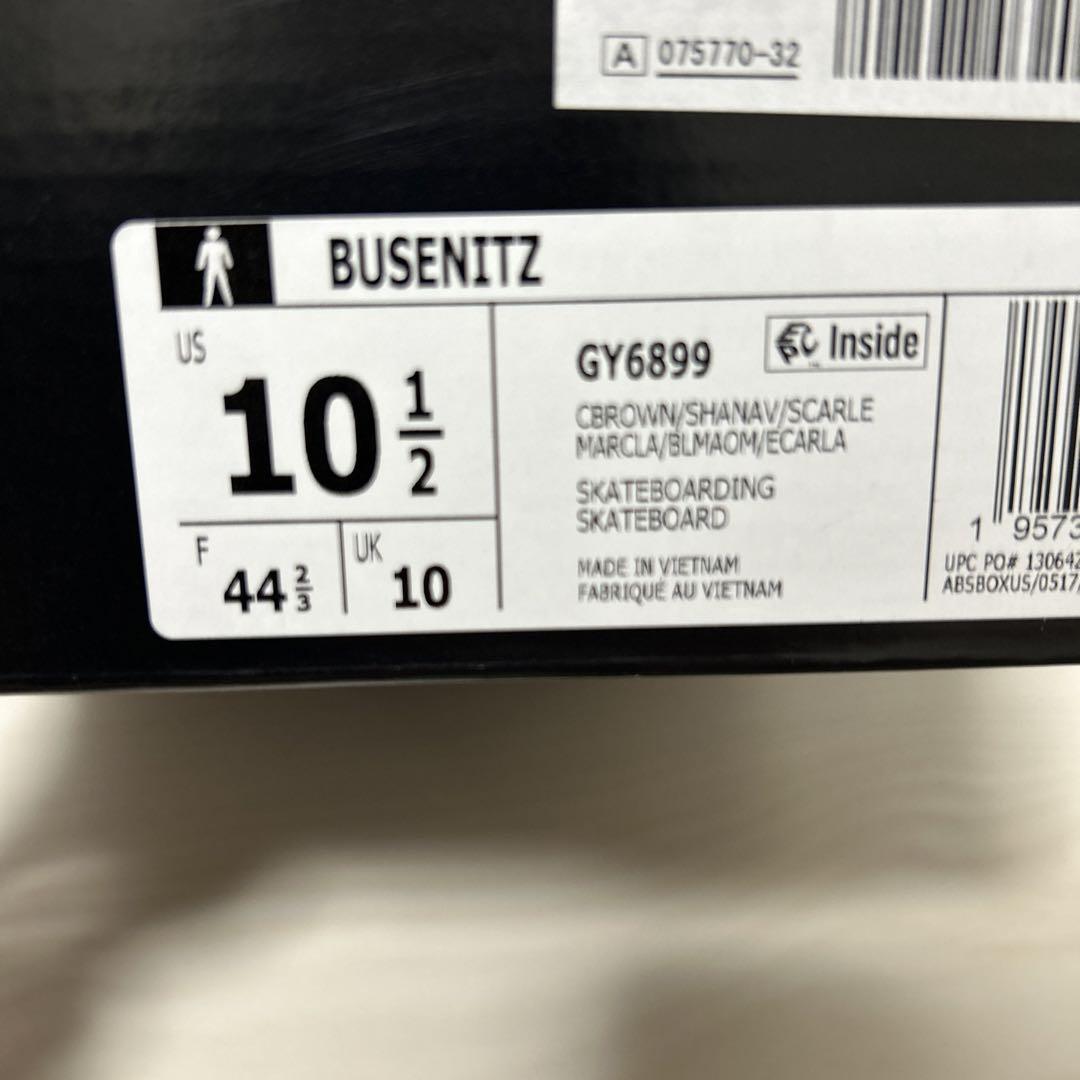 A 075770-32
BUSENITZ
US
10 1/2
F
44 2/3
UK
10
GY6899
Inside
CBROWN/SHANAV/SCARLE
MARCLA/BLMAOM/ECARLA
SKATEBOARDING
SKATEBOARD
MADE IN VIETNAM
FABRIQUÉ AU VIETNAM
1 9573
UPC PO# 130642
ABSBOXUS/0517